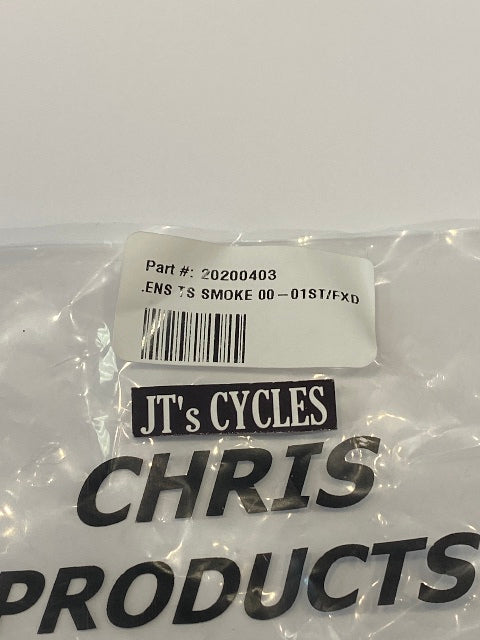 Part #: 20200403
.ENS TS SMOKE 00-01ST/FXD
JT's CYCLES
CHRIS
PRODUCTS